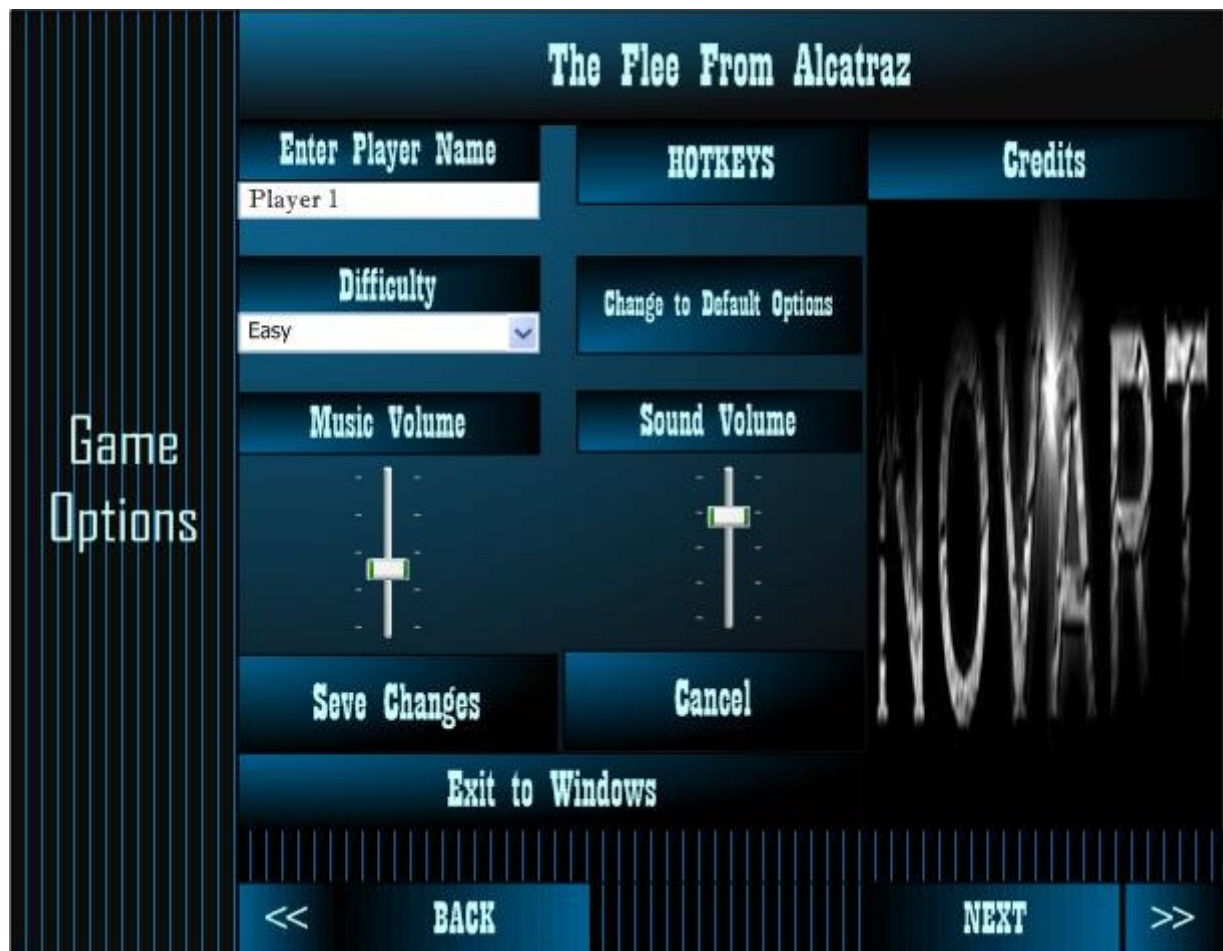 The Flee From Alcatraz
Game
Options
Enter Player Name
Player 1
HOTKEYS
Credits
Difficulty
Easy
Change to Default Options
Music Volume
Sound Volume
NOVART
Seve Changes
Cancel
Exit to Windows
<<
BACK
NEXT
>>